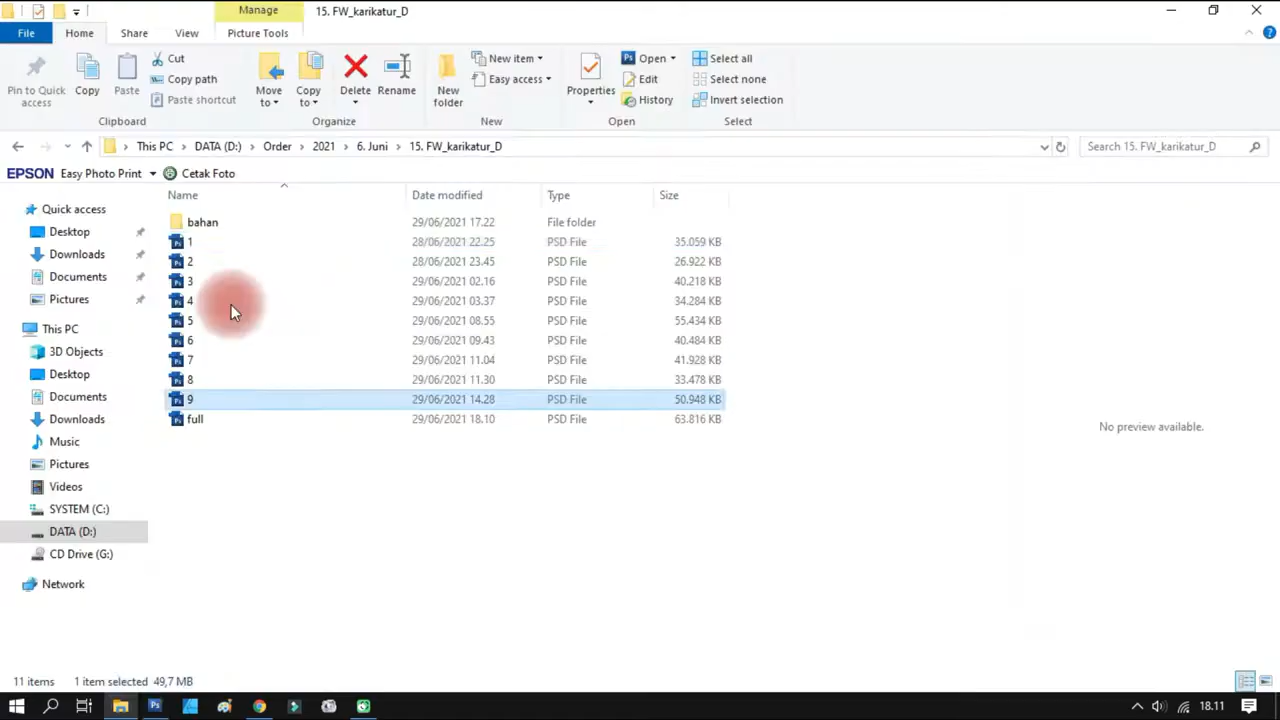 Manage
15. FW_karikatur_D
File
Home
Share
View
Picture Tools
Pin to Quick access
Copy
Paste
Cut
Copy path
Paste shortcut
Clipboard
Move to
Copy to
Delete
Rename
Organize
New folder
New item
Easy access
New
Properties
Open
Edit
History
Open
Select all
Select none
Invert selection
Select
This PC > DATA (D:) > Order > 2021 > 6. Juni > 15. FW_karikatur_D
Search 15. FW_karikatur_D
EPSON Easy Photo Print Cetak Foto
Name Date modified Type Size
bahan 29/06/2021 17.22 File folder
1 28/06/2021 22.25 PSD File 35.059 KB
2 28/06/2021 23.45 PSD File 26.922 KB
3 29/06/2021 02.16 PSD File 40.218 KB
4 29/06/2021 03.37 PSD File 34.284 KB
5 29/06/2021 08.55 PSD File 55.434 KB
6 29/06/2021 09.43 PSD File 40.484 KB
7 29/06/2021 11.04 PSD File 41.928 KB
8 29/06/2021 11.30 PSD File 33.478 KB
9 29/06/2021 14.28 PSD File 50.948 KB
full 29/06/2021 18.10 PSD File 63.816 KB
Quick access
Desktop
Downloads
Documents
Pictures
This PC
3D Objects
Desktop
Documents
Downloads
Music
Pictures
Videos
SYSTEM (C:)
DATA (D:)
CD Drive (G:)
Network
No preview available.
11 items 1 item selected 49,7 MB
18.11